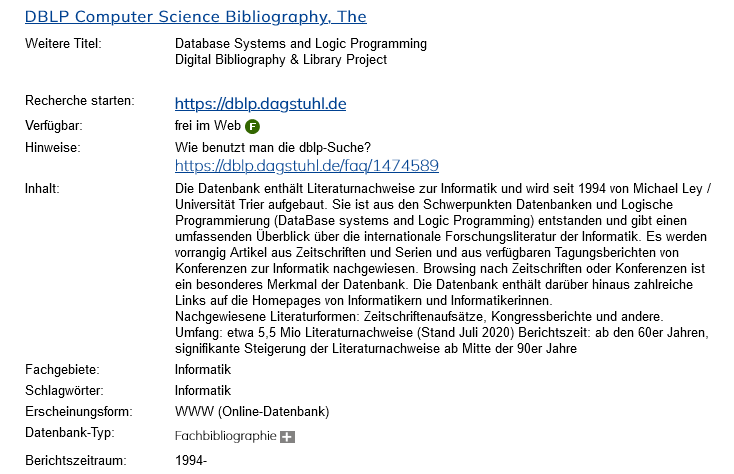 DBLP Computer Science Bibliography, The
Weitere Titel: Database Systems and Logic Programming
Digital Bibliography & Library Project
Recherche starten: https://dblp.dagstuhl.de
Verfügbar: frei im Web F
Hinweise: Wie benutzt man die dblp-Suche?
https://dblp.dagstuhl.de/faq/1474589
Inhalt: Die Datenbank enthält Literaturnachweise zur Informatik und wird seit 1994 von Michael Ley /
Universität Trier aufgebaut. Sie ist aus den Schwerpunkten Datenbanken und Logische
Programmierung (DataBase systems and Logic Programming) entstanden und gibt einen
umfassenden Überblick über die internationale Forschungsliteratur der Informatik. Es werden
vorrangig Artikel aus Zeitschriften und Serien und aus verfügbaren Tagungsberichten von
Konferenzen zur Informatik nachgewiesen. Browsing nach Zeitschriften oder Konferenzen ist
ein besonderes Merkmal der Datenbank. Die Datenbank enthält darüber hinaus zahlreiche
Links auf die Homepages von Informatikern und Informatikerinnen.
Nachgewiesene Literaturformen: Zeitschriftenaufsätze, Kongressberichte und andere.
Umfang: etwa 5,5 Mio Literaturnachweise (Stand Juli 2020) Berichtszeit: ab den 60er Jahren,
signifikante Steigerung der Literaturnachweise ab Mitte der 90er Jahre
Fachgebiete: Informatik
Schlagwörter: Informatik
Erscheinungsform: WWW (Online-Datenbank)
Datenbank-Typ: Fachbibliographie
Berichtszeitraum: 1994-